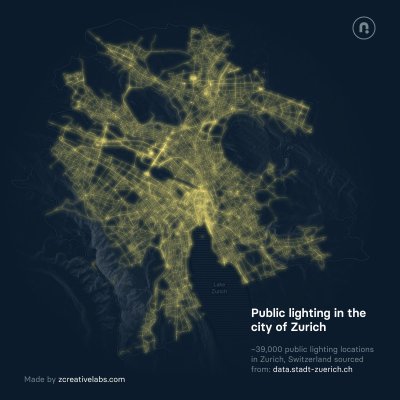 Lake
Zurich
Public lighting in the
city of Zurich
~39,000 public lighting locations
in Zurich, Switzerland sourced
from: data.stadt-zuerich.ch
Made by zcreativelabs.com